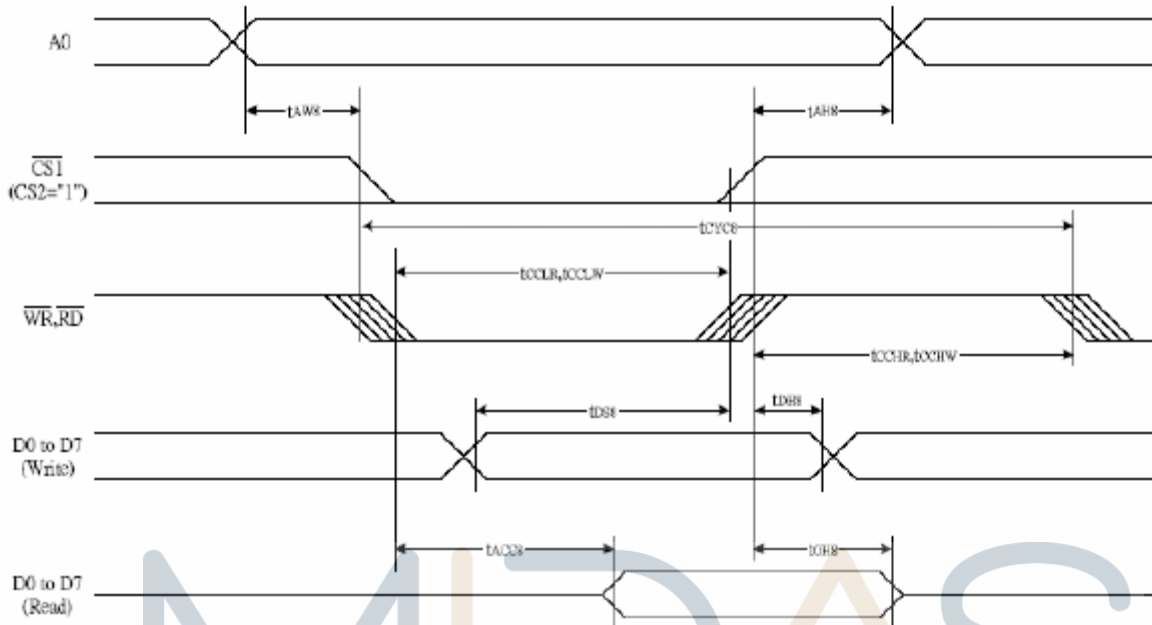 A0
tAW8
tAH8
CS1
(CS2="1")
tCYC8
tCCLR,tCCLW
WR,RD
tCCHR,tCCHW
tDS8
tDH8
D0 to D7
(Write)
tACC8
tOH8
D0 to D7
(Read)
MIDAS